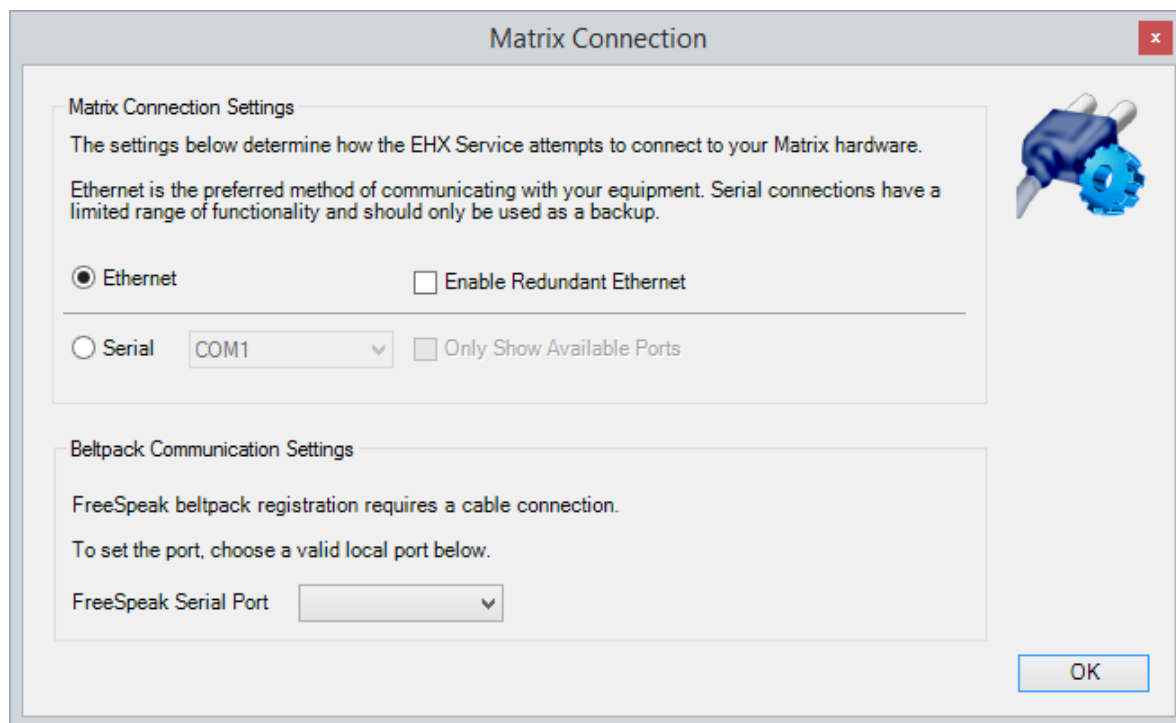 Matrix Connection
x
Matrix Connection Settings
The settings below determine how the EHX Service attempts to connect to your Matrix hardware.
Ethernet is the preferred method of communicating with your equipment. Serial connections have a
limited range of functionality and should only be used as a backup.
Ethernet Enable Redundant Ethernet
Serial COM1 Only Show Available Ports
Beltpack Communication Settings
FreeSpeak beltpack registration requires a cable connection.
To set the port, choose a valid local port below.
FreeSpeak Serial Port
OK